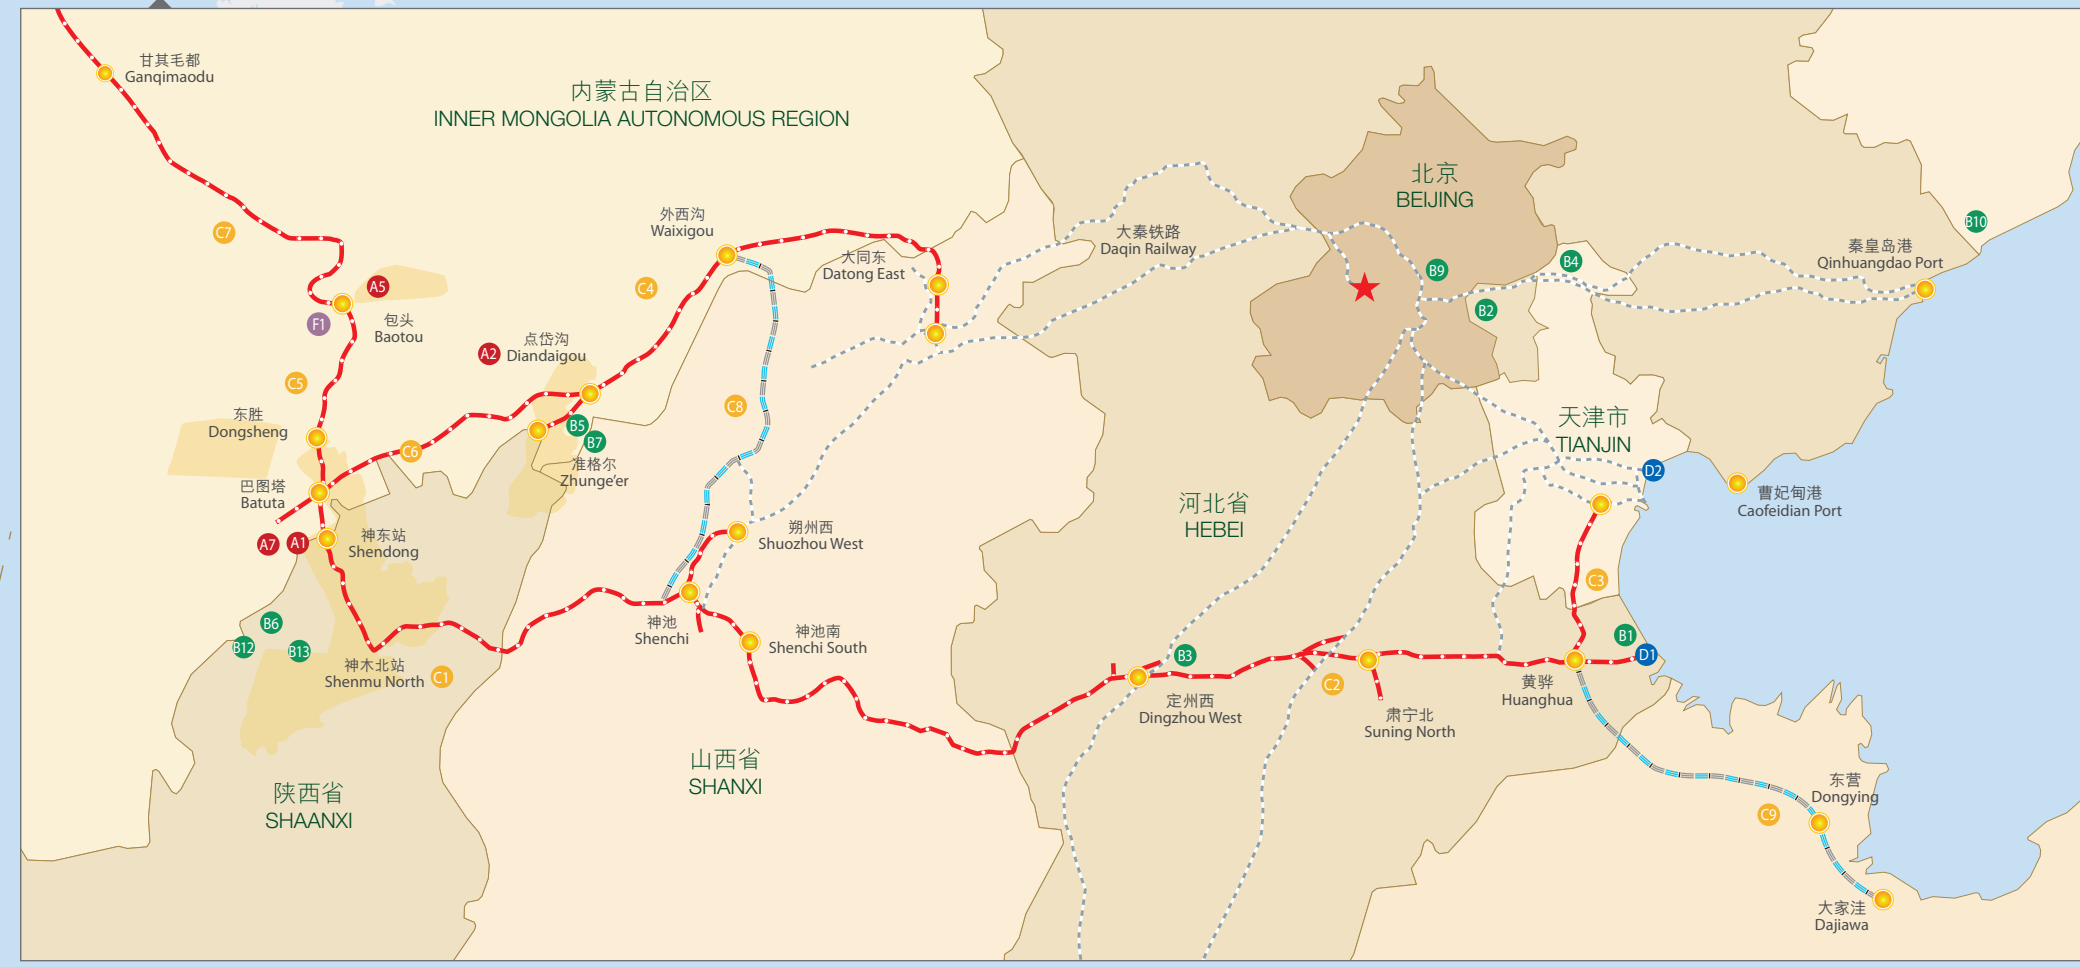 甘其毛都
Ganqimaodu
内蒙古自治区
INNER MONGOLIA AUTONOMOUS REGION
北京
BEIJING
C7
外西沟
Waixigou
大秦铁路
Daqin Railway
B10
秦皇岛港
Qinhuangdao Port
大同东
Datong East
B4
B9
A5
C4
B2
F1
包头
Baotou
点岱沟
Diandaigou
A2
C5
C8
东胜
Dongsheng
天津市
TIANJIN
B5
B7
C6
准格尔
Zhunge'er
D2
巴图塔
Batuta
曹妃甸港
Caofeidian Port
河北省
HEBEI
A7
A1
神东站
Shendong
朔州西
Shuozhou West
C3
B6
B12
B13
神池
Shenchi
神池南
Shenchi South
B1
D1
B3
神木北站
Shenmu North
C1
C2
定州西
Dingzhou West
肃宁北
Suning North
黄骅
Huanghua
山西省
SHANXI
陕西省
SHAANXI
东营
Dongying
C9
大家洼
Dajiawa